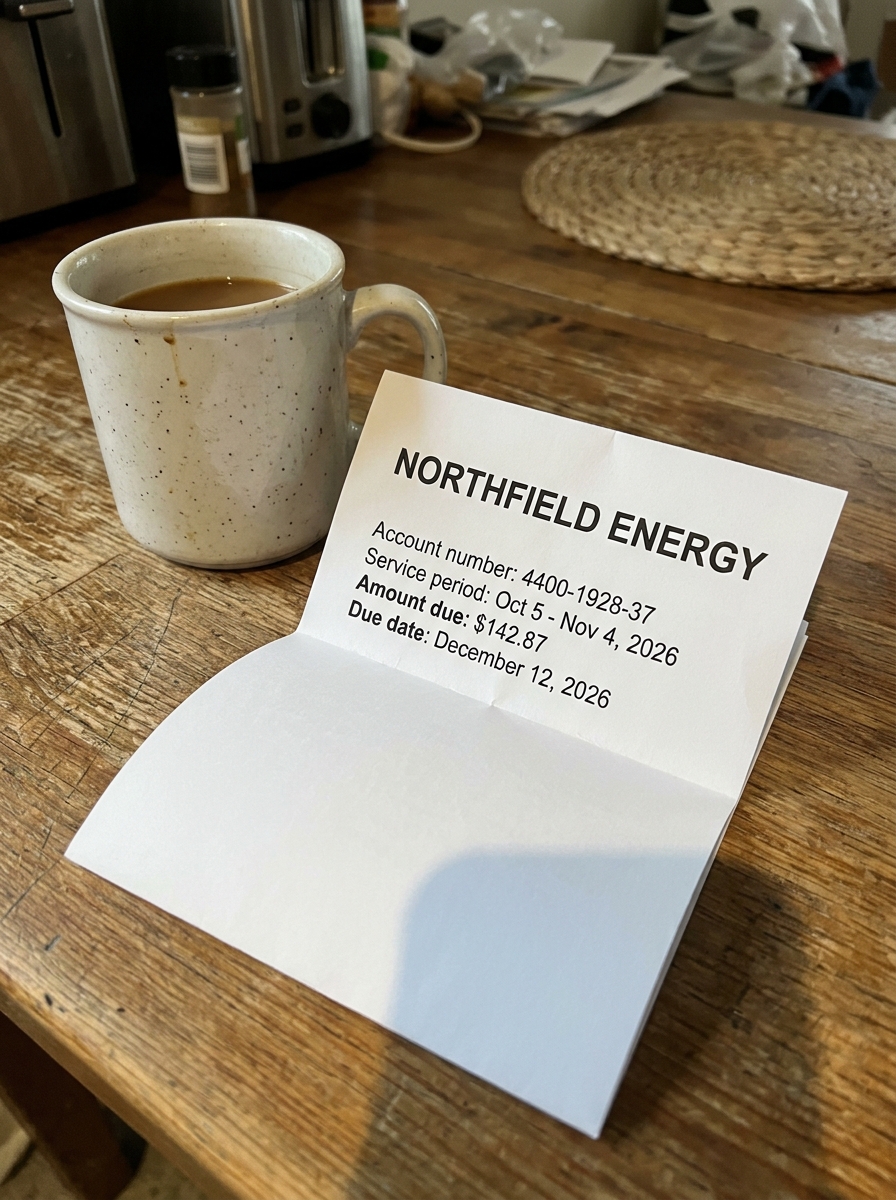 NORTHFIELD ENERGY
Account number: 4400-1928-37
Service period: Oct 5 - Nov 4, 2026
Amount due: $142.87
Due date: December 12, 2026